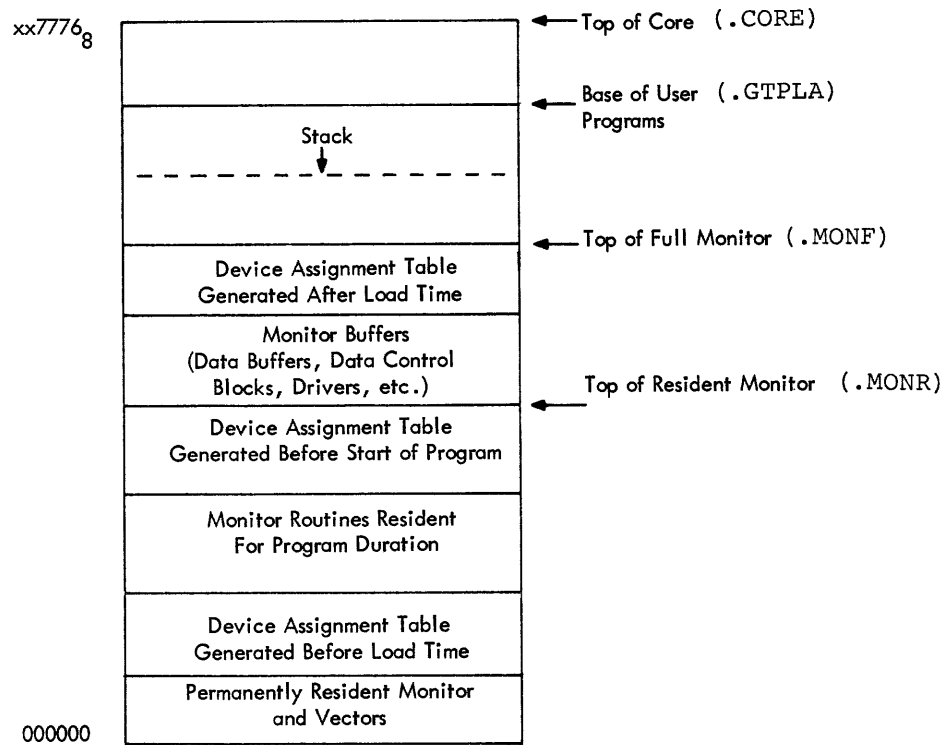 xx7776₈
Top of Core (.CORE)
Base of User (.GTPLA)
Programs
Stack
Top of Full Monitor (.MONF)
Device Assignment Table
Generated After Load Time
Monitor Buffers
(Data Buffers, Data Control
Blocks, Drivers, etc.)
Top of Resident Monitor (.MONR)
Device Assignment Table
Generated Before Start of Program
Monitor Routines Resident
For Program Duration
Device Assignment Table
Generated Before Load Time
Permanently Resident Monitor
and Vectors
000000